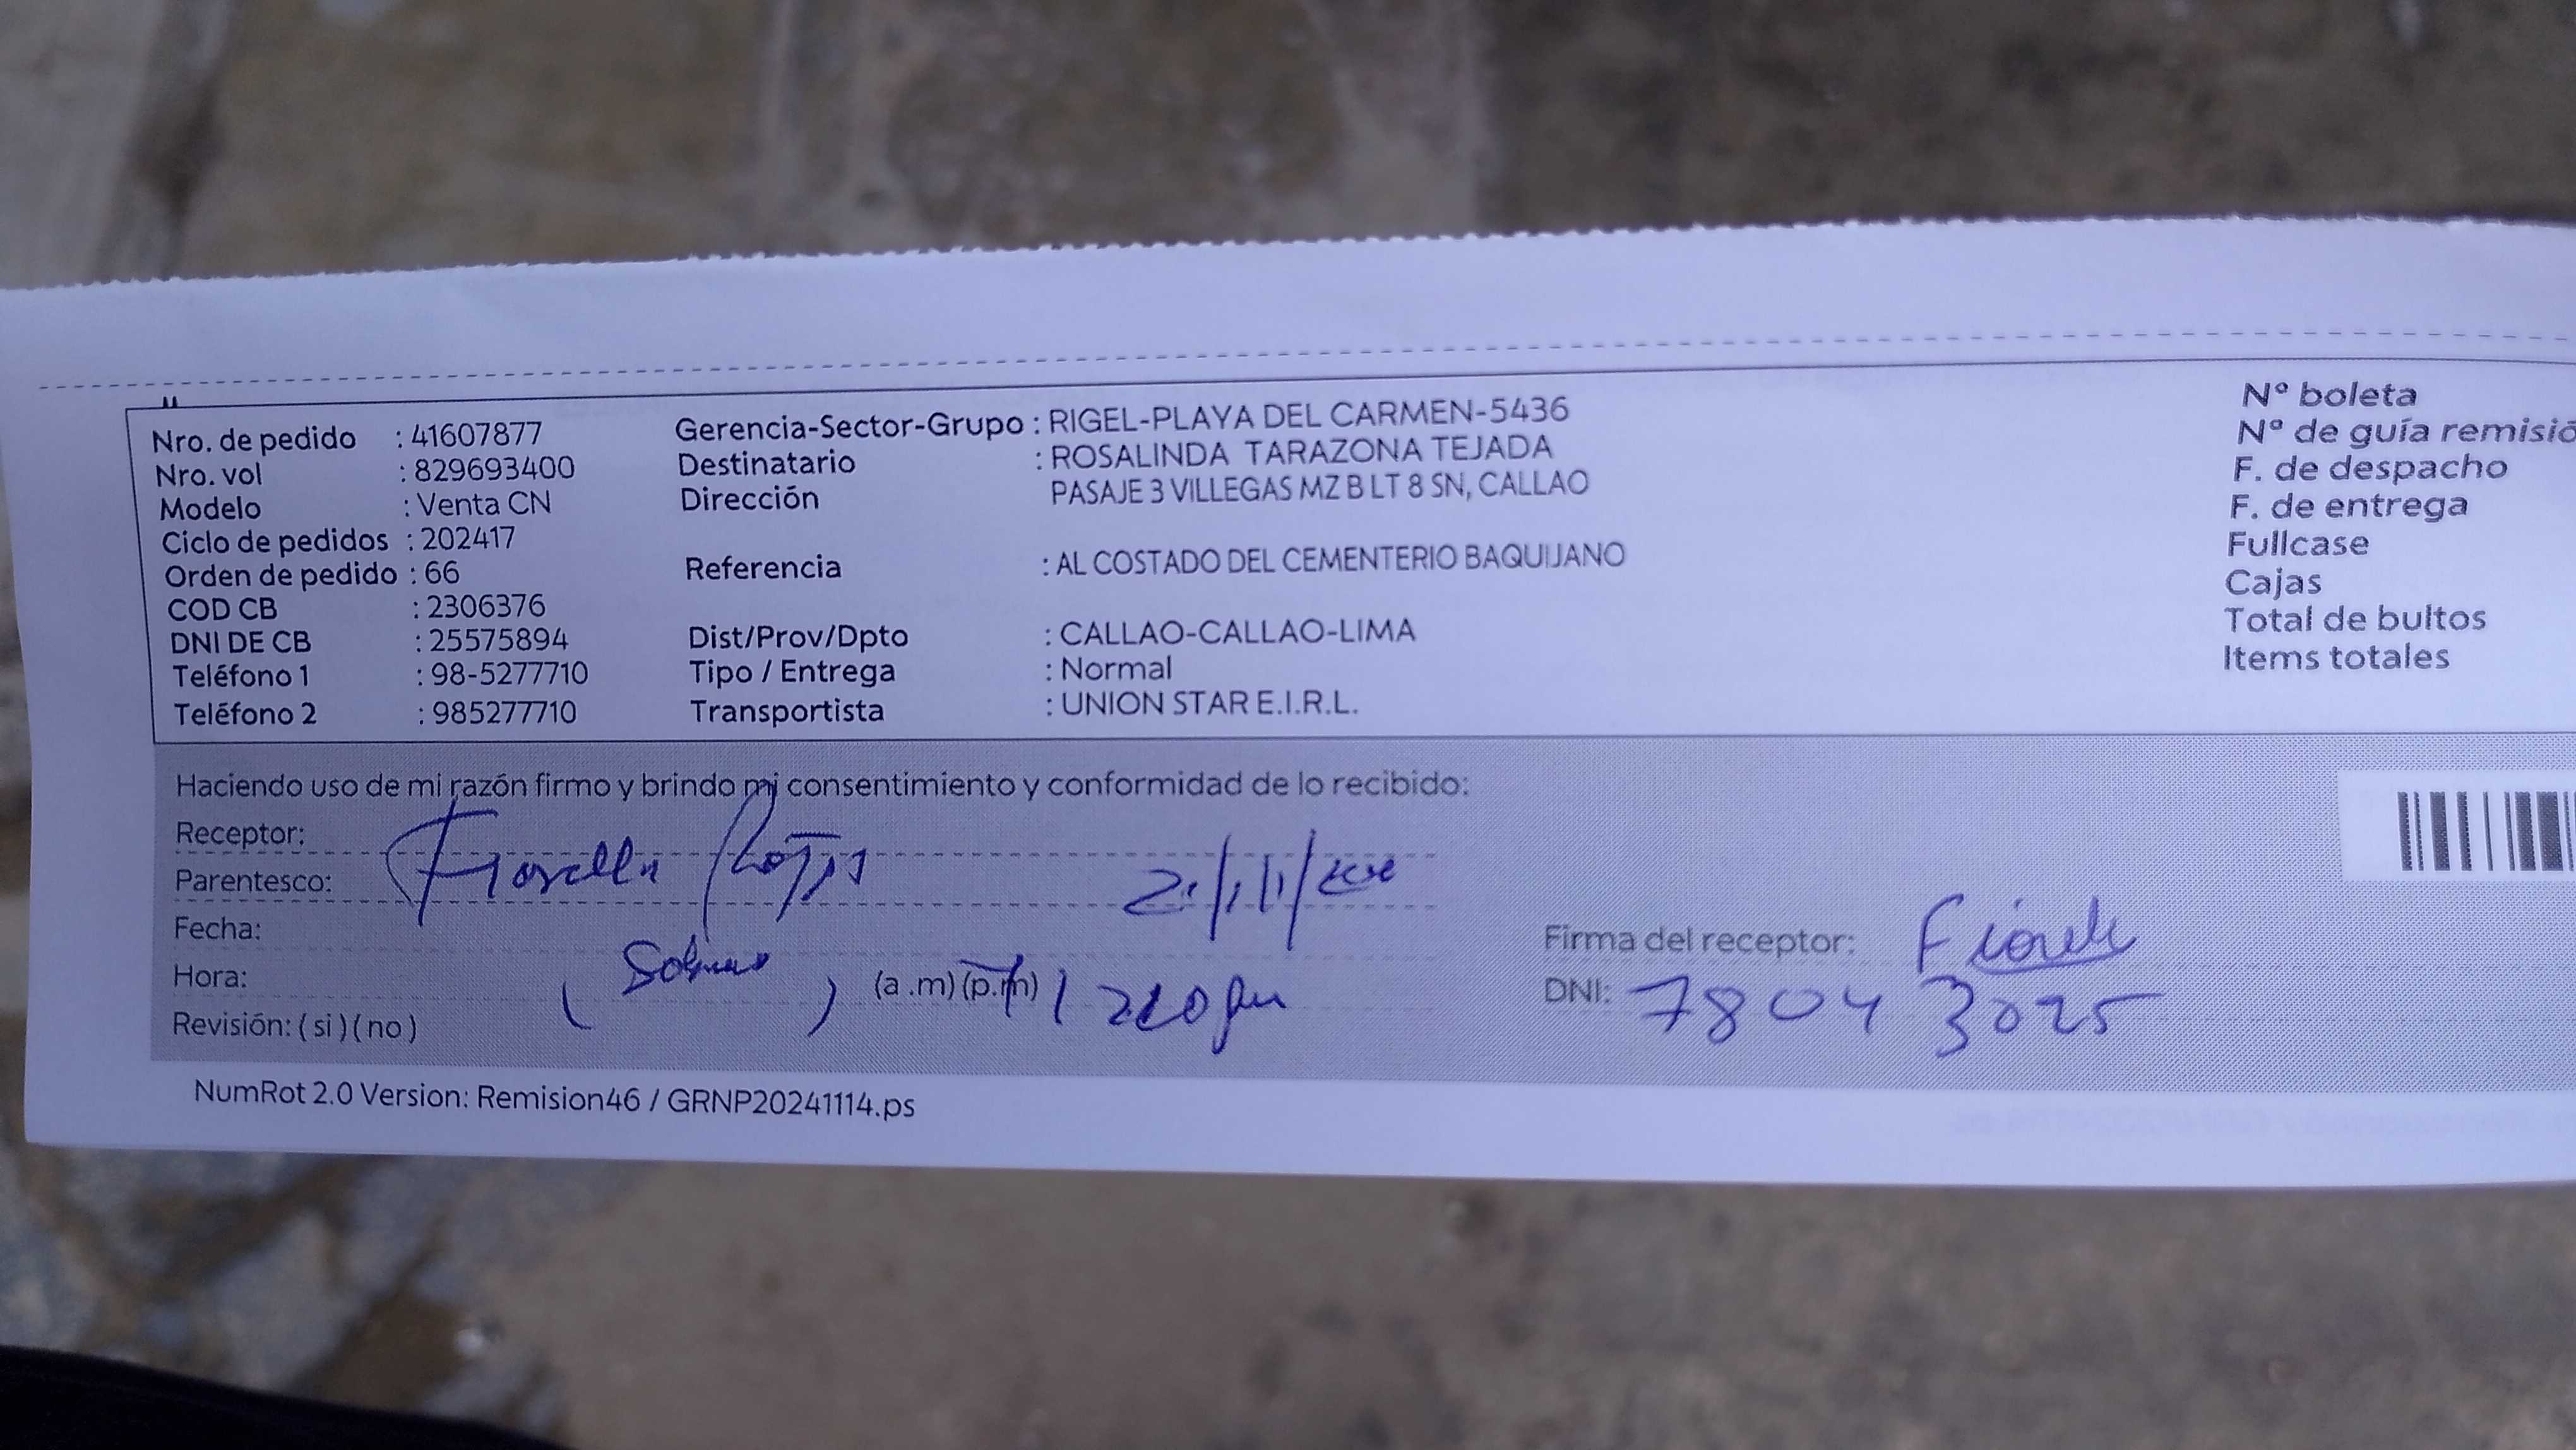 Nro. de pedido : 41607877
Nro. vol : 829693400
Modelo : Venta CN
Ciclo de pedidos : 202417
Orden de pedido : 66
COD CB : 2306376
DNI DE CB : 25575894
Teléfono 1 : 98-5277710
Teléfono 2 : 985277710
Gerencia-Sector-Grupo : RIGEL-PLAYA DEL CARMEN-5436
Destinatario : ROSALINDA TARAZONA TEJADA
Dirección PASAJE 3 VILLEGAS MZ B LT 8 SN, CALLAO
Referencia : AL COSTADO DEL CEMENTERIO BAQUIJANO
Dist/Prov/Dpto : CALLAO-CALLAO-LIMA
Tipo / Entrega : Normal
Transportista : UNION STAR E.I.R.L.
Nº boleta
Nº de guía remisió
F. de despacho
F. de entrega
Fullcase
Cajas
Total de bultos
Items totales
Haciendo uso de mi razón firmo y brindo mi consentimiento y conformidad de lo recibido:
Receptor:
Parentesco: Fiorella
Fecha:
Hora: (a .m) (p.m)
Revisión: ( si ) ( no )
Firma del receptor:
DNI: 7804 3025
NumRot 2.0 Version: Remision46 / GRNP20241114.ps